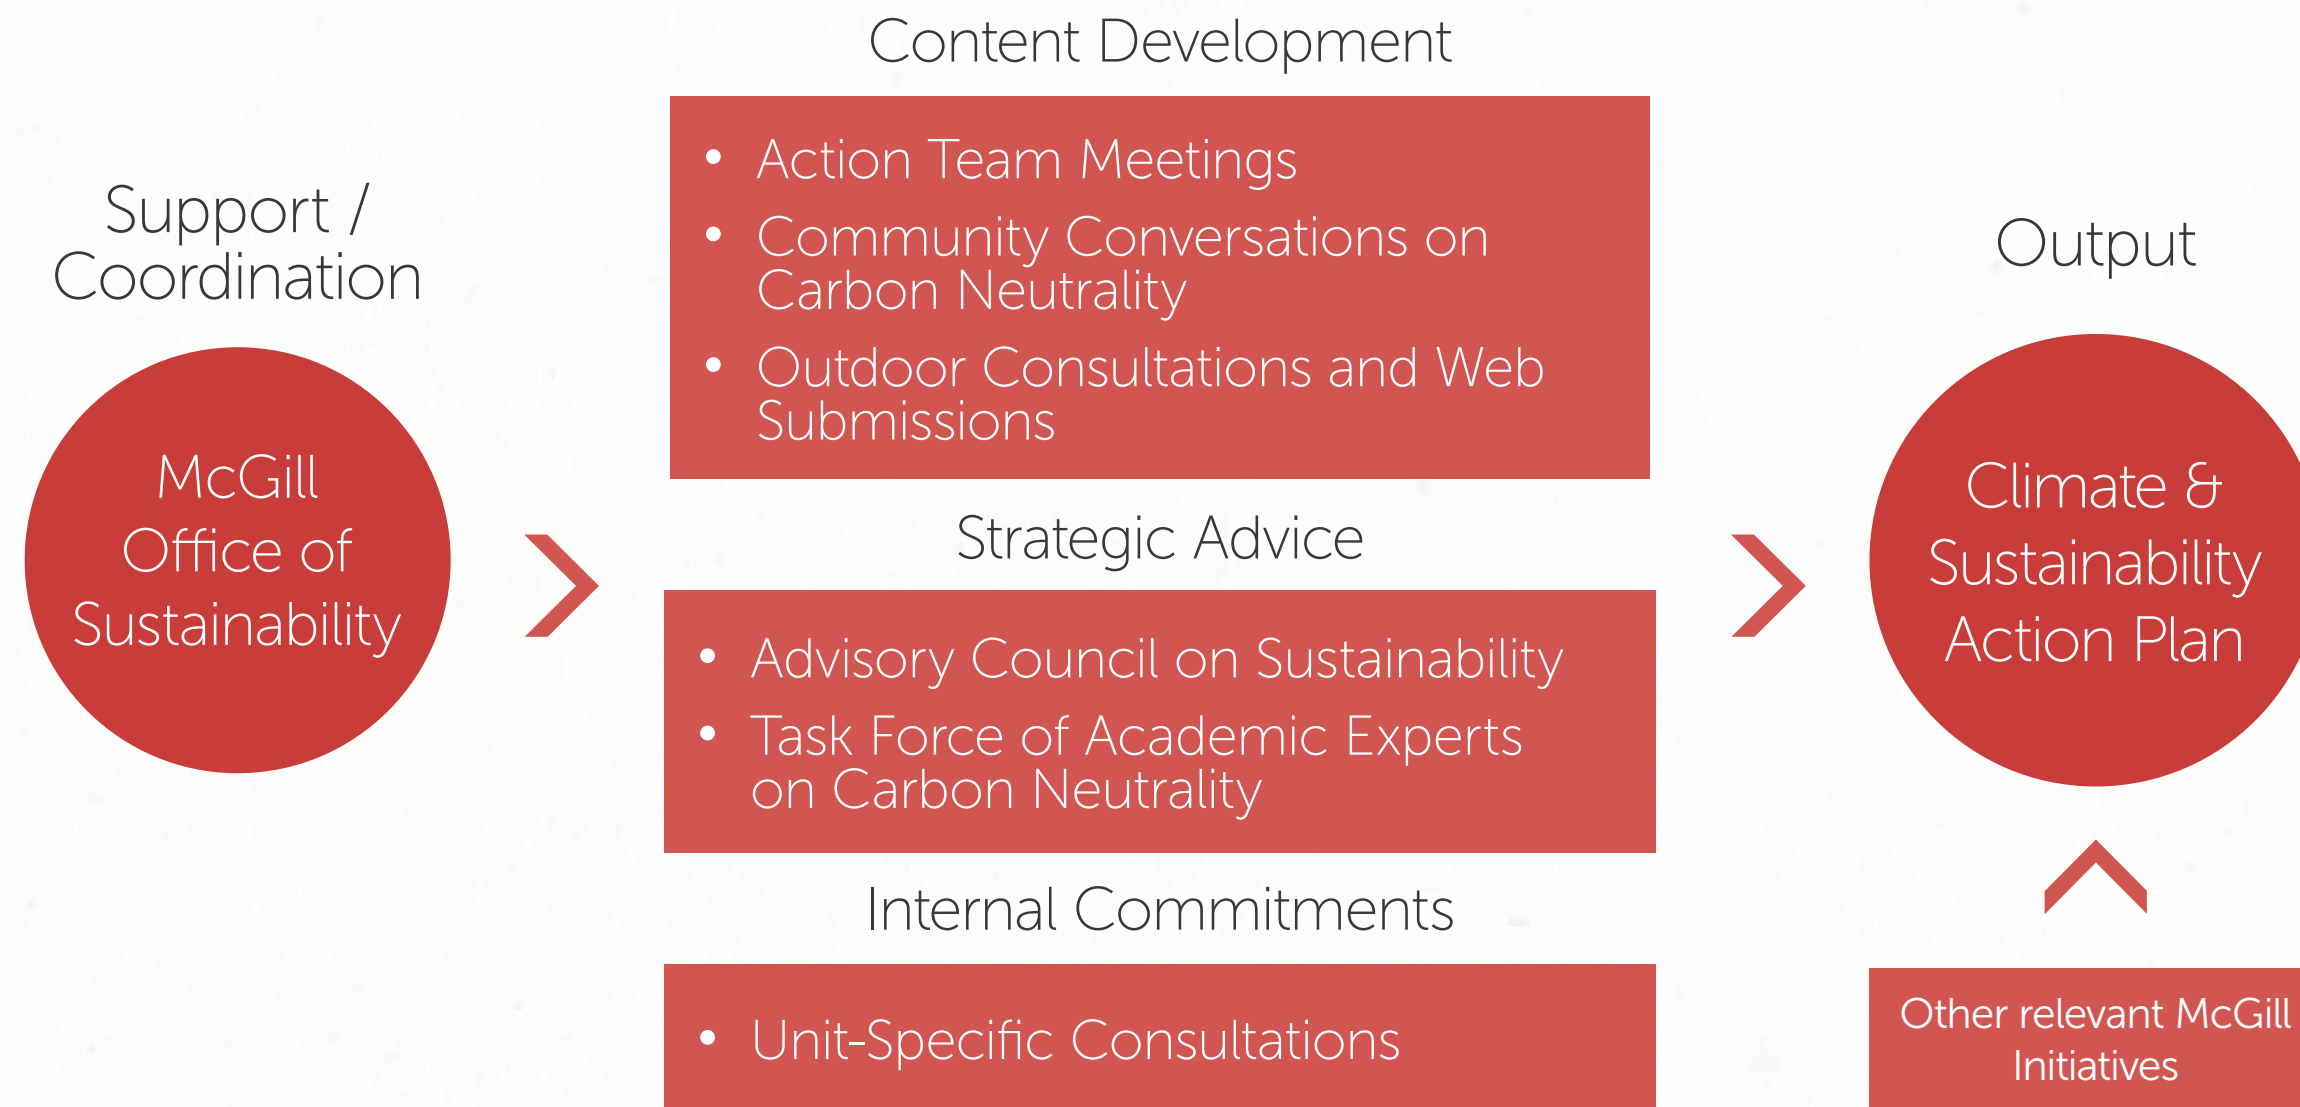 Support /
Coordination
McGill
Office of
Sustainability
Content Development
• Action Team Meetings
• Community Conversations on
Carbon Neutrality
• Outdoor Consultations and Web
Submissions
Strategic Advice
• Advisory Council on Sustainability
• Task Force of Academic Experts
on Carbon Neutrality
Internal Commitments
• Unit-Specific Consultations
Output
Climate &
Sustainability
Action Plan
Other relevant McGill
Initiatives